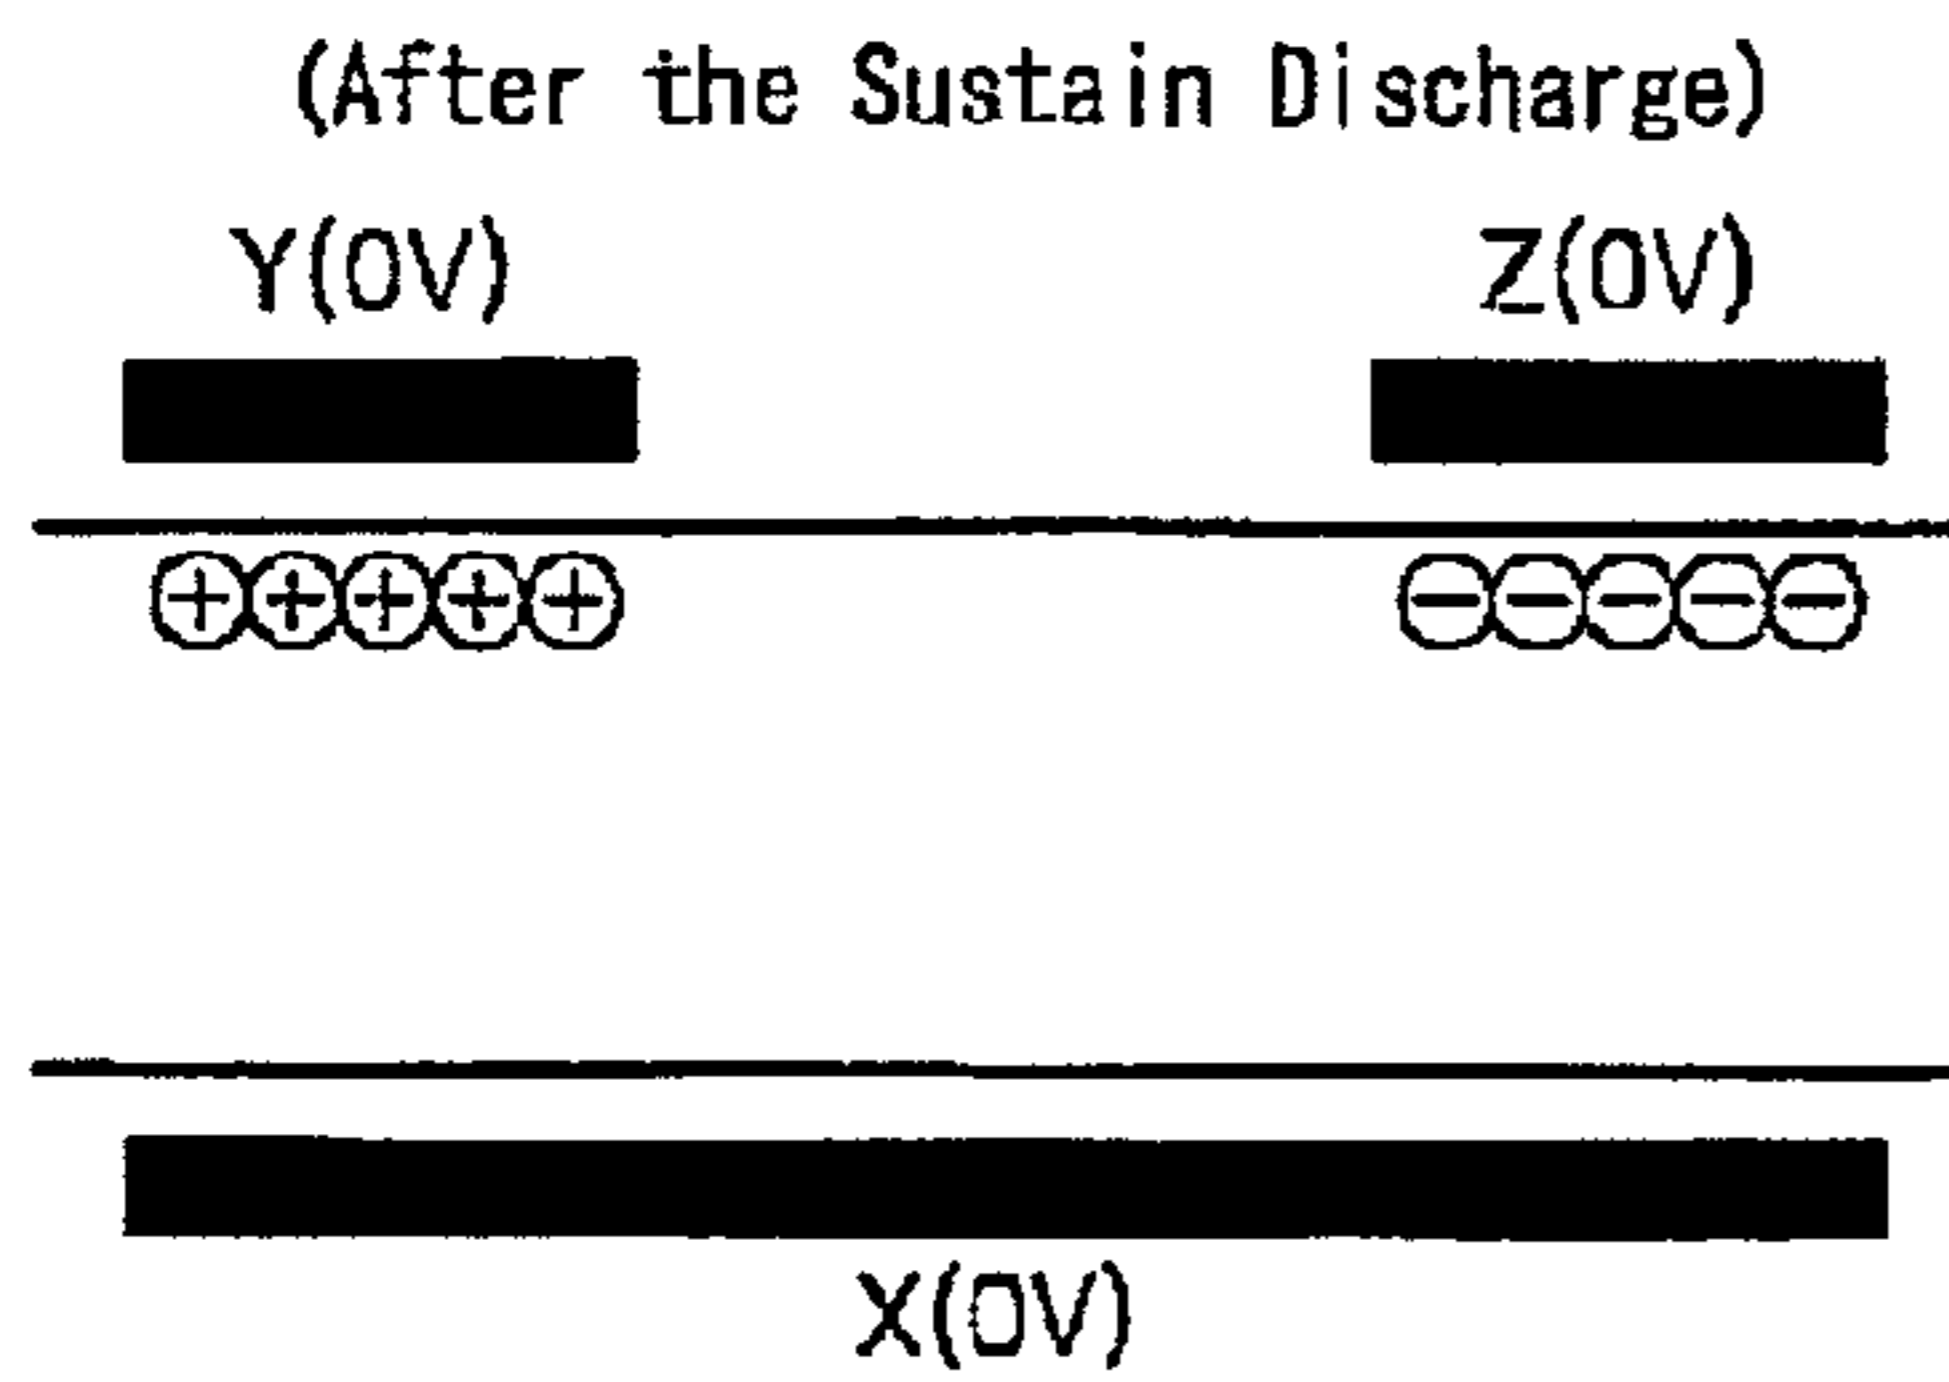 (After the Sustain Discharge)
Y(0V) Z(0V)
⊕⊕⊕⊕⊕ ⊖⊖⊖⊖⊖
X(0V)